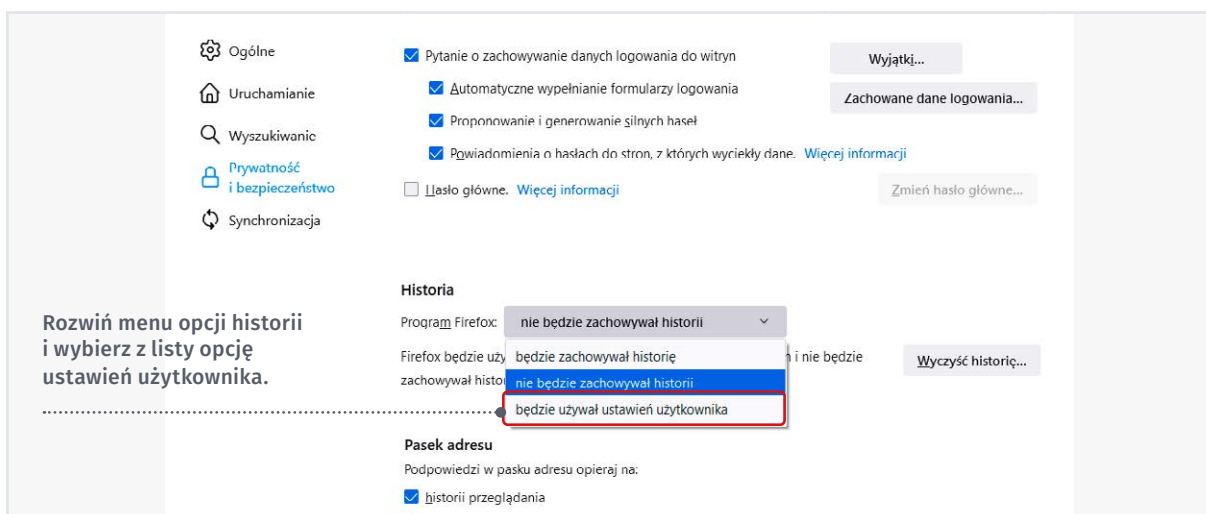 Ogólne
Uruchamianie
Wyszukiwanie
Prywatność
i bezpieczeństwo
Synchronizacja
Pytanie o zachowywanie danych logowania do witryn
Wyjątki...
Automatyczne wypełnianie formularzy logowania
Zachowane dane logowania...
Proponowanie i generowanie silnych haseł
Powiadomienia o hasłach do stron, z których wyciekły dane. Więcej informacji
Hasło główne. Więcej informacji
Zmień hasło główne...
Historia
Program Firefox: nie będzie zachowywał historii
Firefox będzie uży
i nie będzie
zachowywał histo
Wyczyść historię...
będzie zachowywał historię
nie będzie zachowywał historii
będzie używał ustawień użytkownika
Rozwiń menu opcji historii
i wybierz z listy opcję
ustawień użytkownika.
Pasek adresu
Podpowiedzi w pasku adresu opieraj na:
historii przeglądania